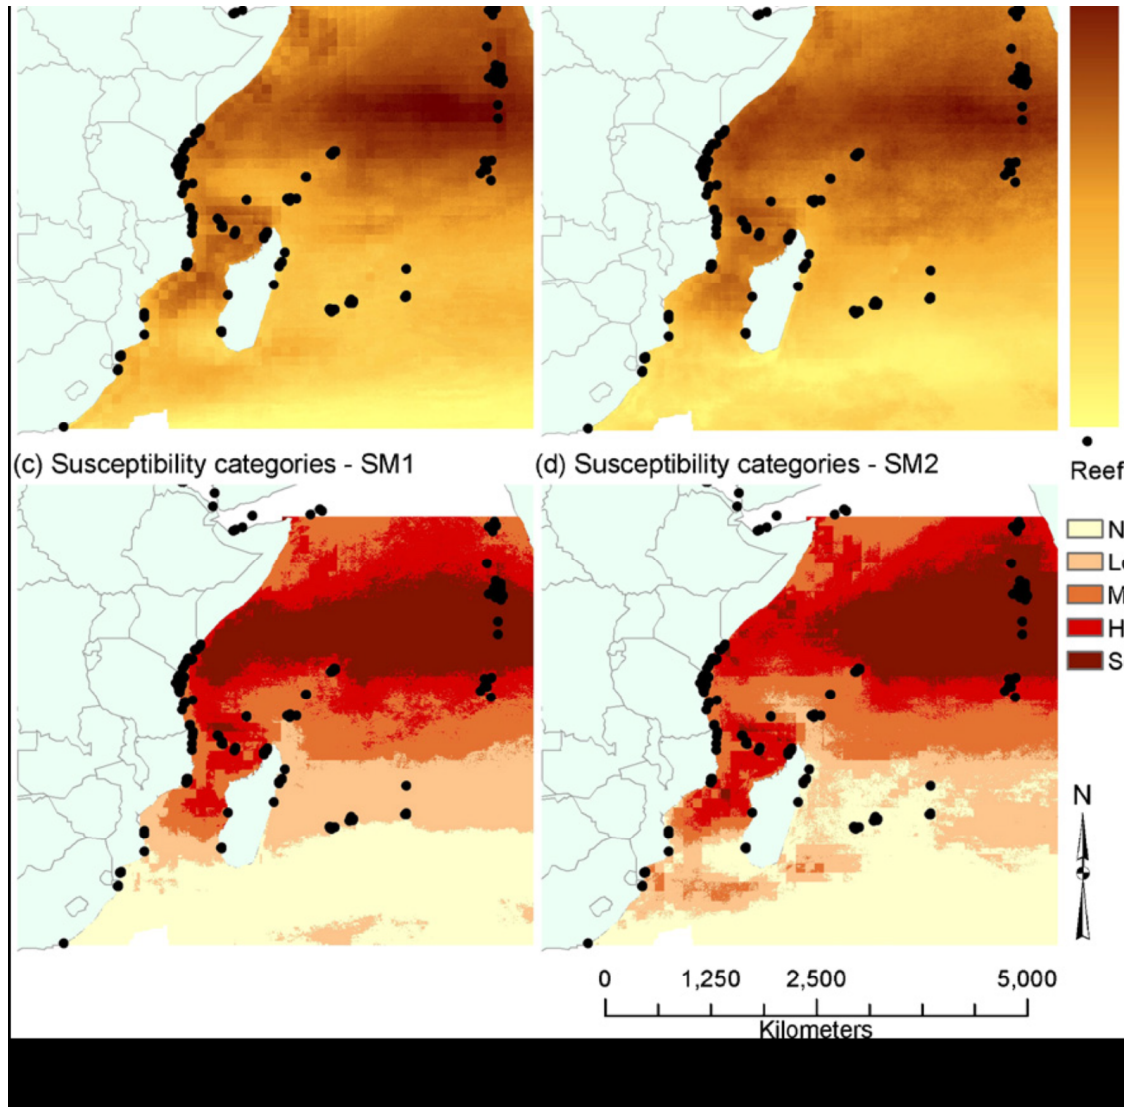 (c) Susceptibility categories - SM1
(d) Susceptibility categories - SM2
Reef
N
L
M
H
S
N
0 1,250 2,500 5,000
Kilometers